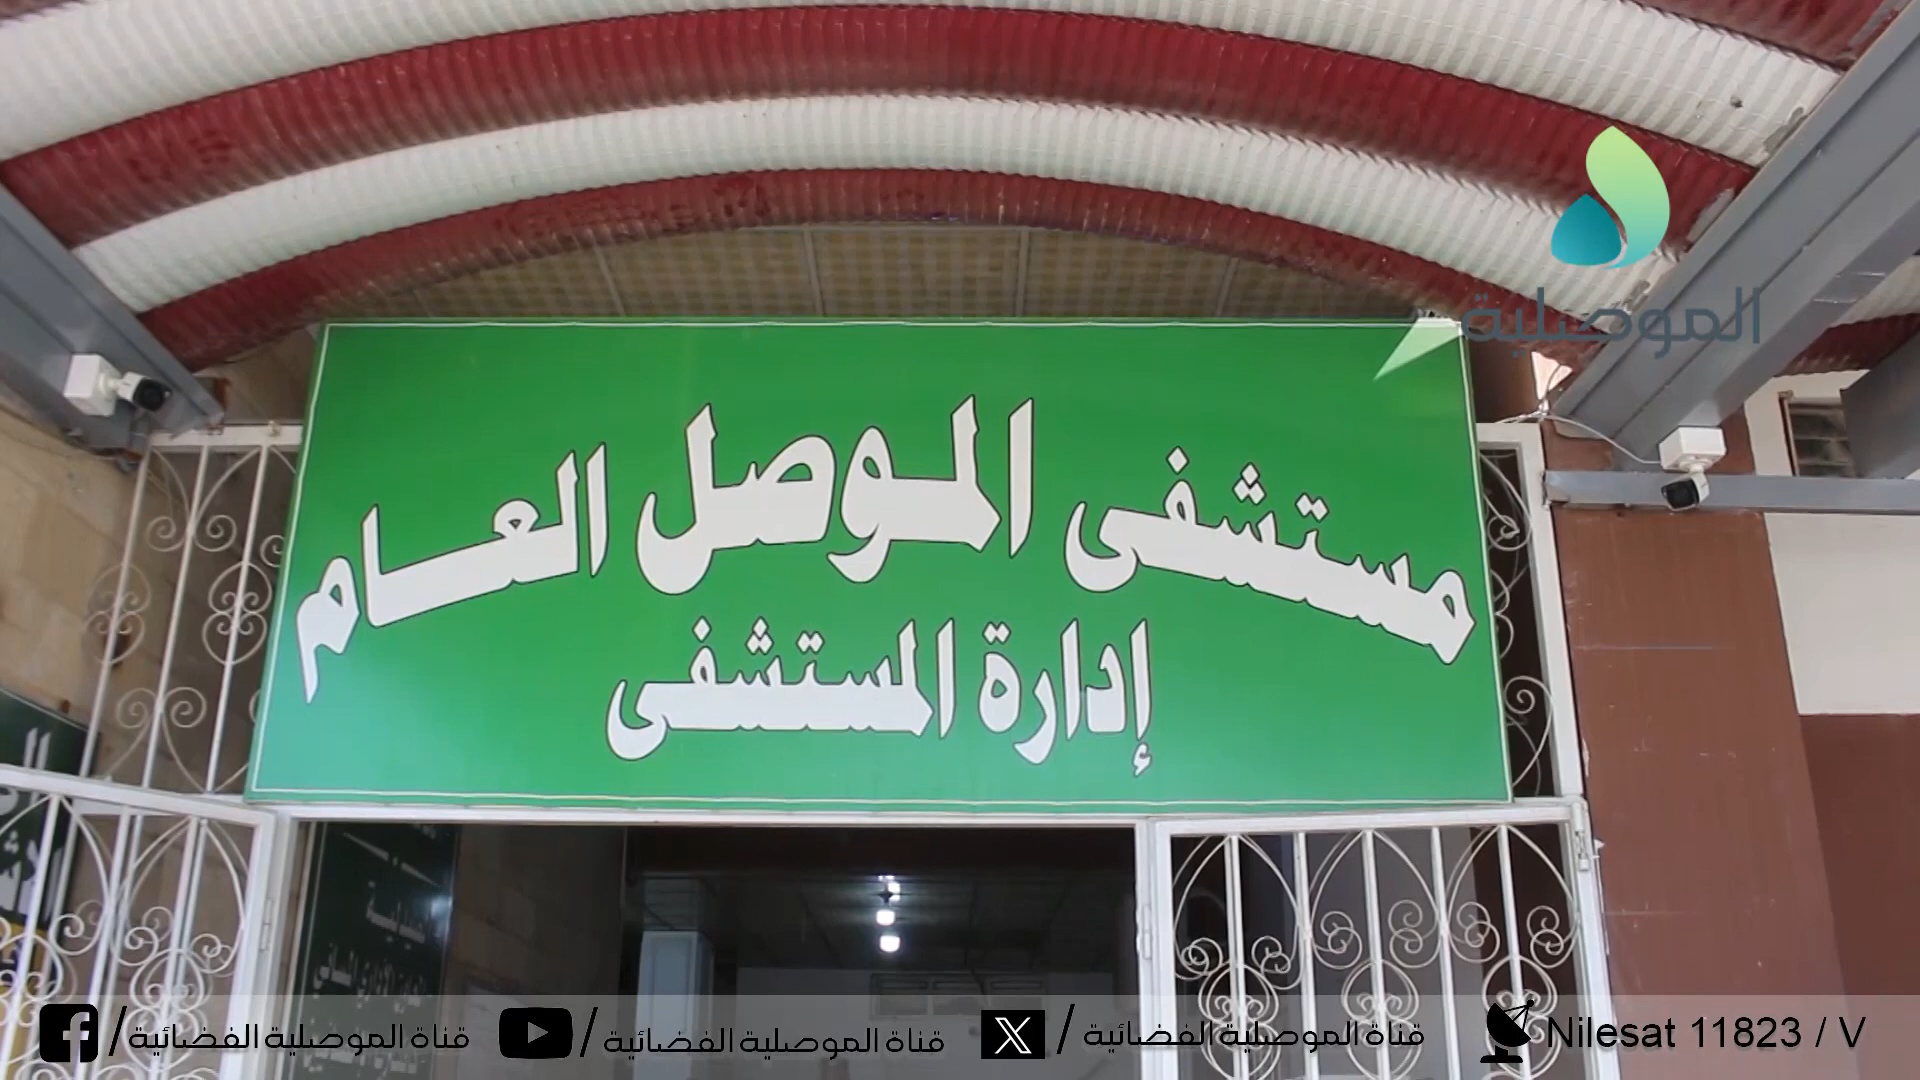 الموصلية
مستشفى الموصل العام
إدارة المستشفى
قناة الموصلية الفضائية/
قناة الموصلية الفضائية/
قناة الموصلية الفضائية/
Nilesat 11823 / V